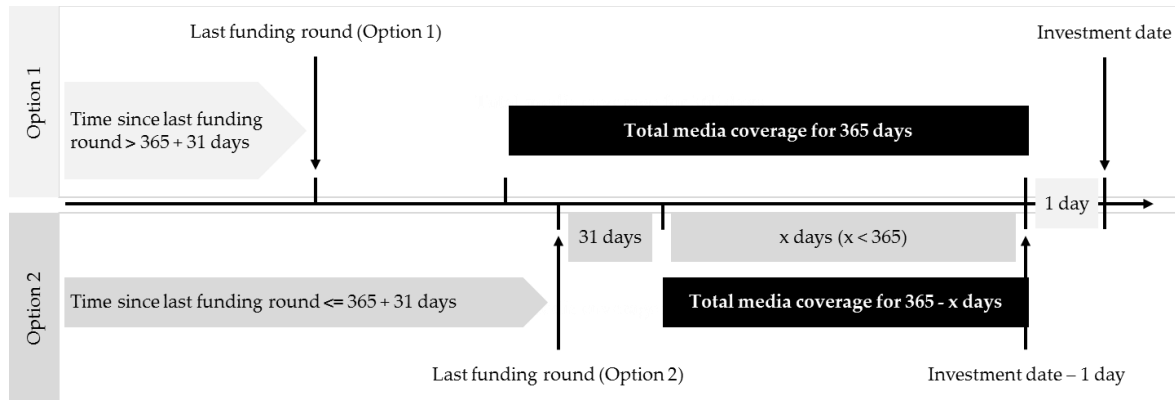 Last funding round (Option 1)
Investment date
Option 1
Time since last funding
round > 365 + 31 days
Total media coverage for 365 days
1 day
31 days
x days (x < 365)
Option 2
Time since last funding round <= 365 + 31 days
Total media coverage for 365 - x days
Last funding round (Option 2)
Investment date – 1 day